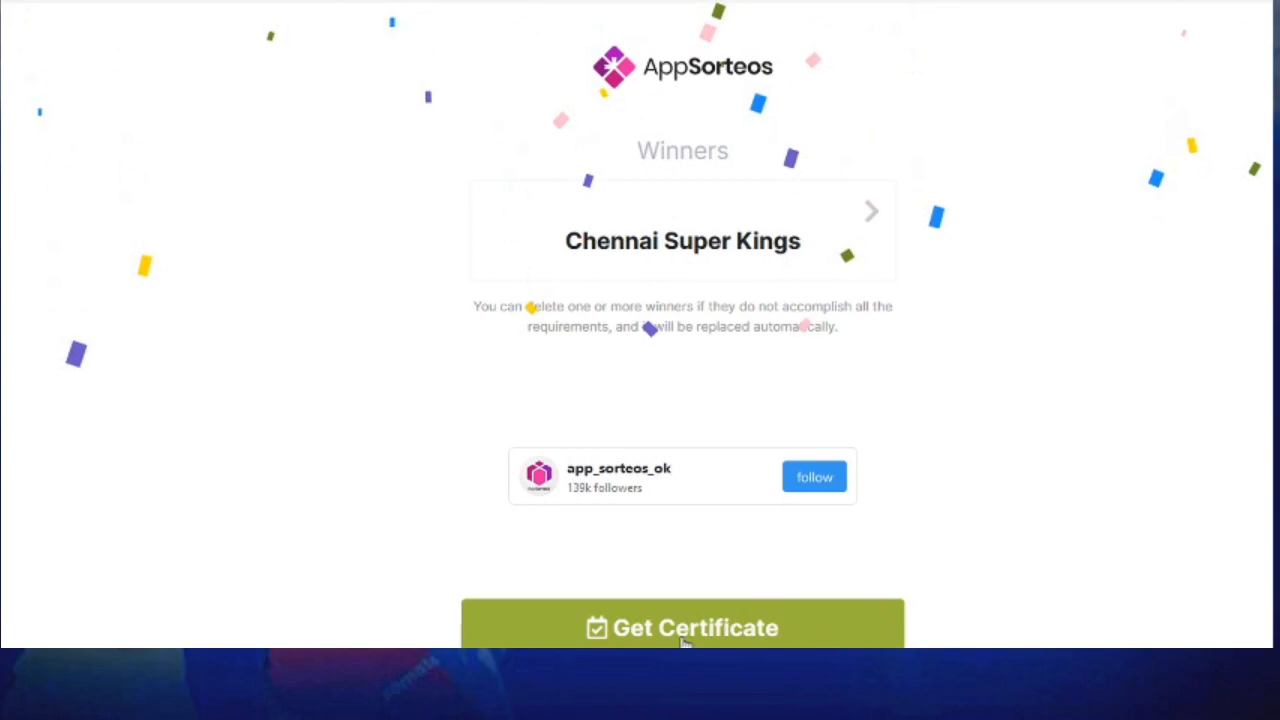 AppSorteos
Winners
Chennai Super Kings
You can delete one or more winners if they do not accomplish all the
requirements, and it will be replaced automatically.
app_sorteos_ok
139k followers
follow
Get Certificate